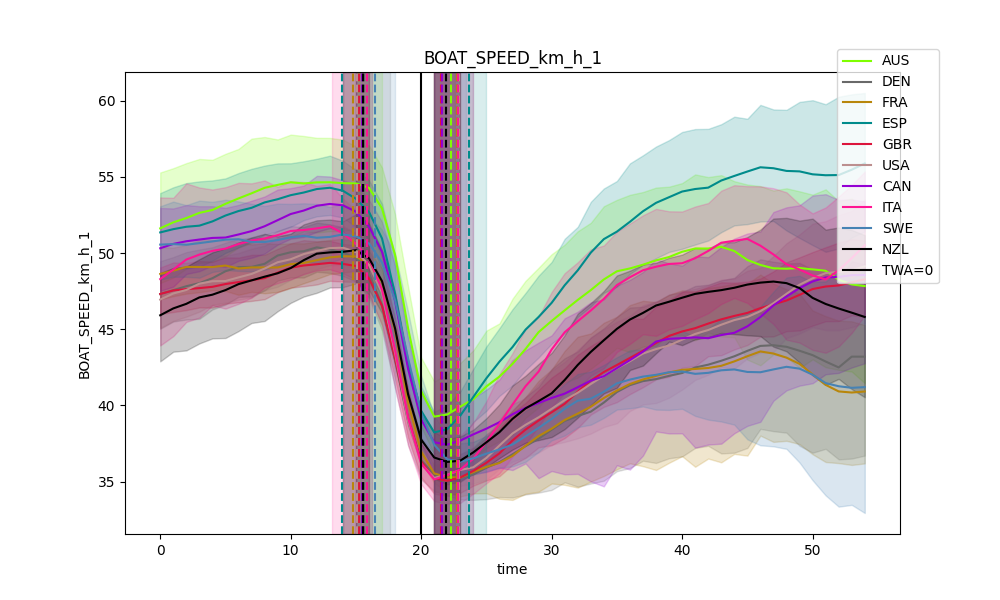 BOAT_SPEED_km_h_1
AUS
DEN
FRA
ESP
GBR
USA
CAN
ITA
SWE
NZL
TWA=0
BOAT_SPEED_km_h_1
60
55
50
45
40
35
0 10 20 30 40 50
time